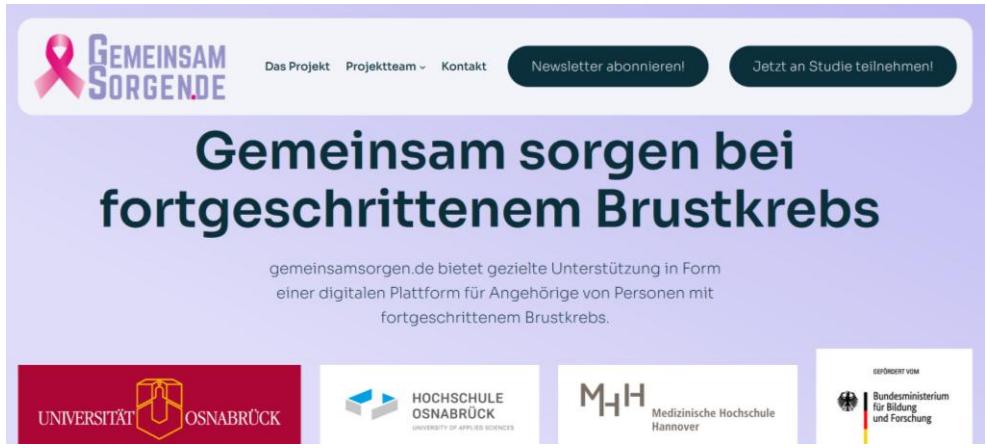 GEMEINSAM
SORGEN.DE
Das Projekt
Projektteam
Kontakt
Newsletter abonnieren!
Jetzt an Studie teilnehmen!
Gemeinsam sorgen bei
fortgeschrittenem Brustkrebs
gemeinsamsorgen.de bietet gezielte Unterstützung in Form
einer digitalen Plattform für Angehörige von Personen mit
fortgeschrittenem Brustkrebs.
UNIVERSITÄT OSNABRÜCK
HOCHSCHULE
OSNABRÜCK
UNIVERSITY OF APPLIED SCIENCES
MHH
Medizinische Hochschule
Hannover
GEFÖRDERT VOM
Bundesministerium
für Bildung
und Forschung